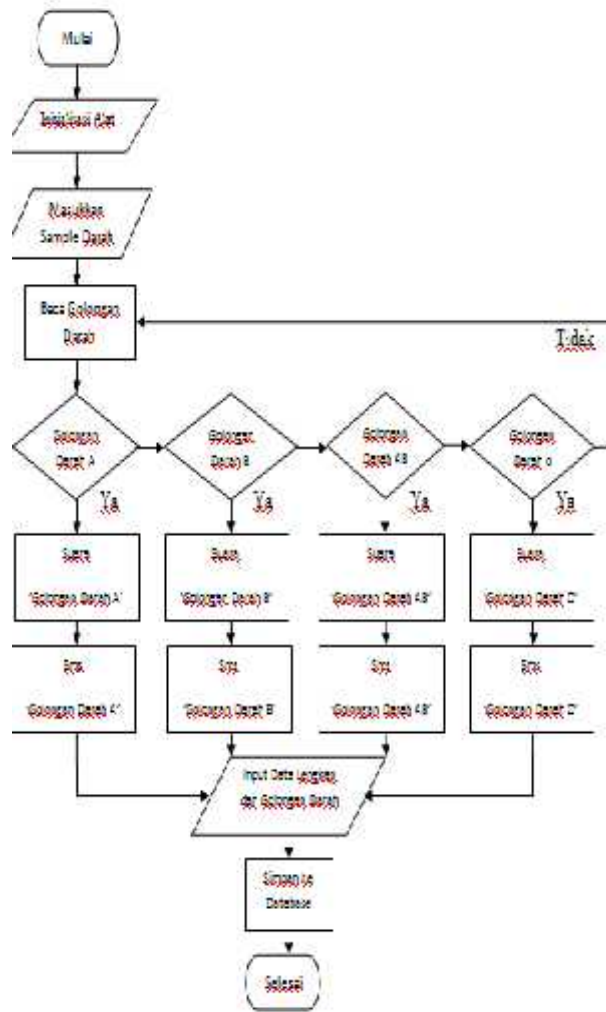 Mulai
Inisialisasi Alat
Masukkan
Sample Darah
Baca Golongan
Darah
Tidak
Golongan
Darah A
Golongan
Darah B
Golongan
Darah AB
Golongan
Darah O
Ya
Ya
Ya
Ya
Suara
"Golongan Darah A"
Suara
"Golongan Darah B"
Suara
"Golongan Darah AB"
Suara
"Golongan Darah O"
Sms
"Golongan Darah A"
Sms
"Golongan Darah B"
Sms
"Golongan Darah AB"
Sms
"Golongan Darah O"
Input Data Lengkap
dan Golongan Darah
Simpan ke
Database
Selesai